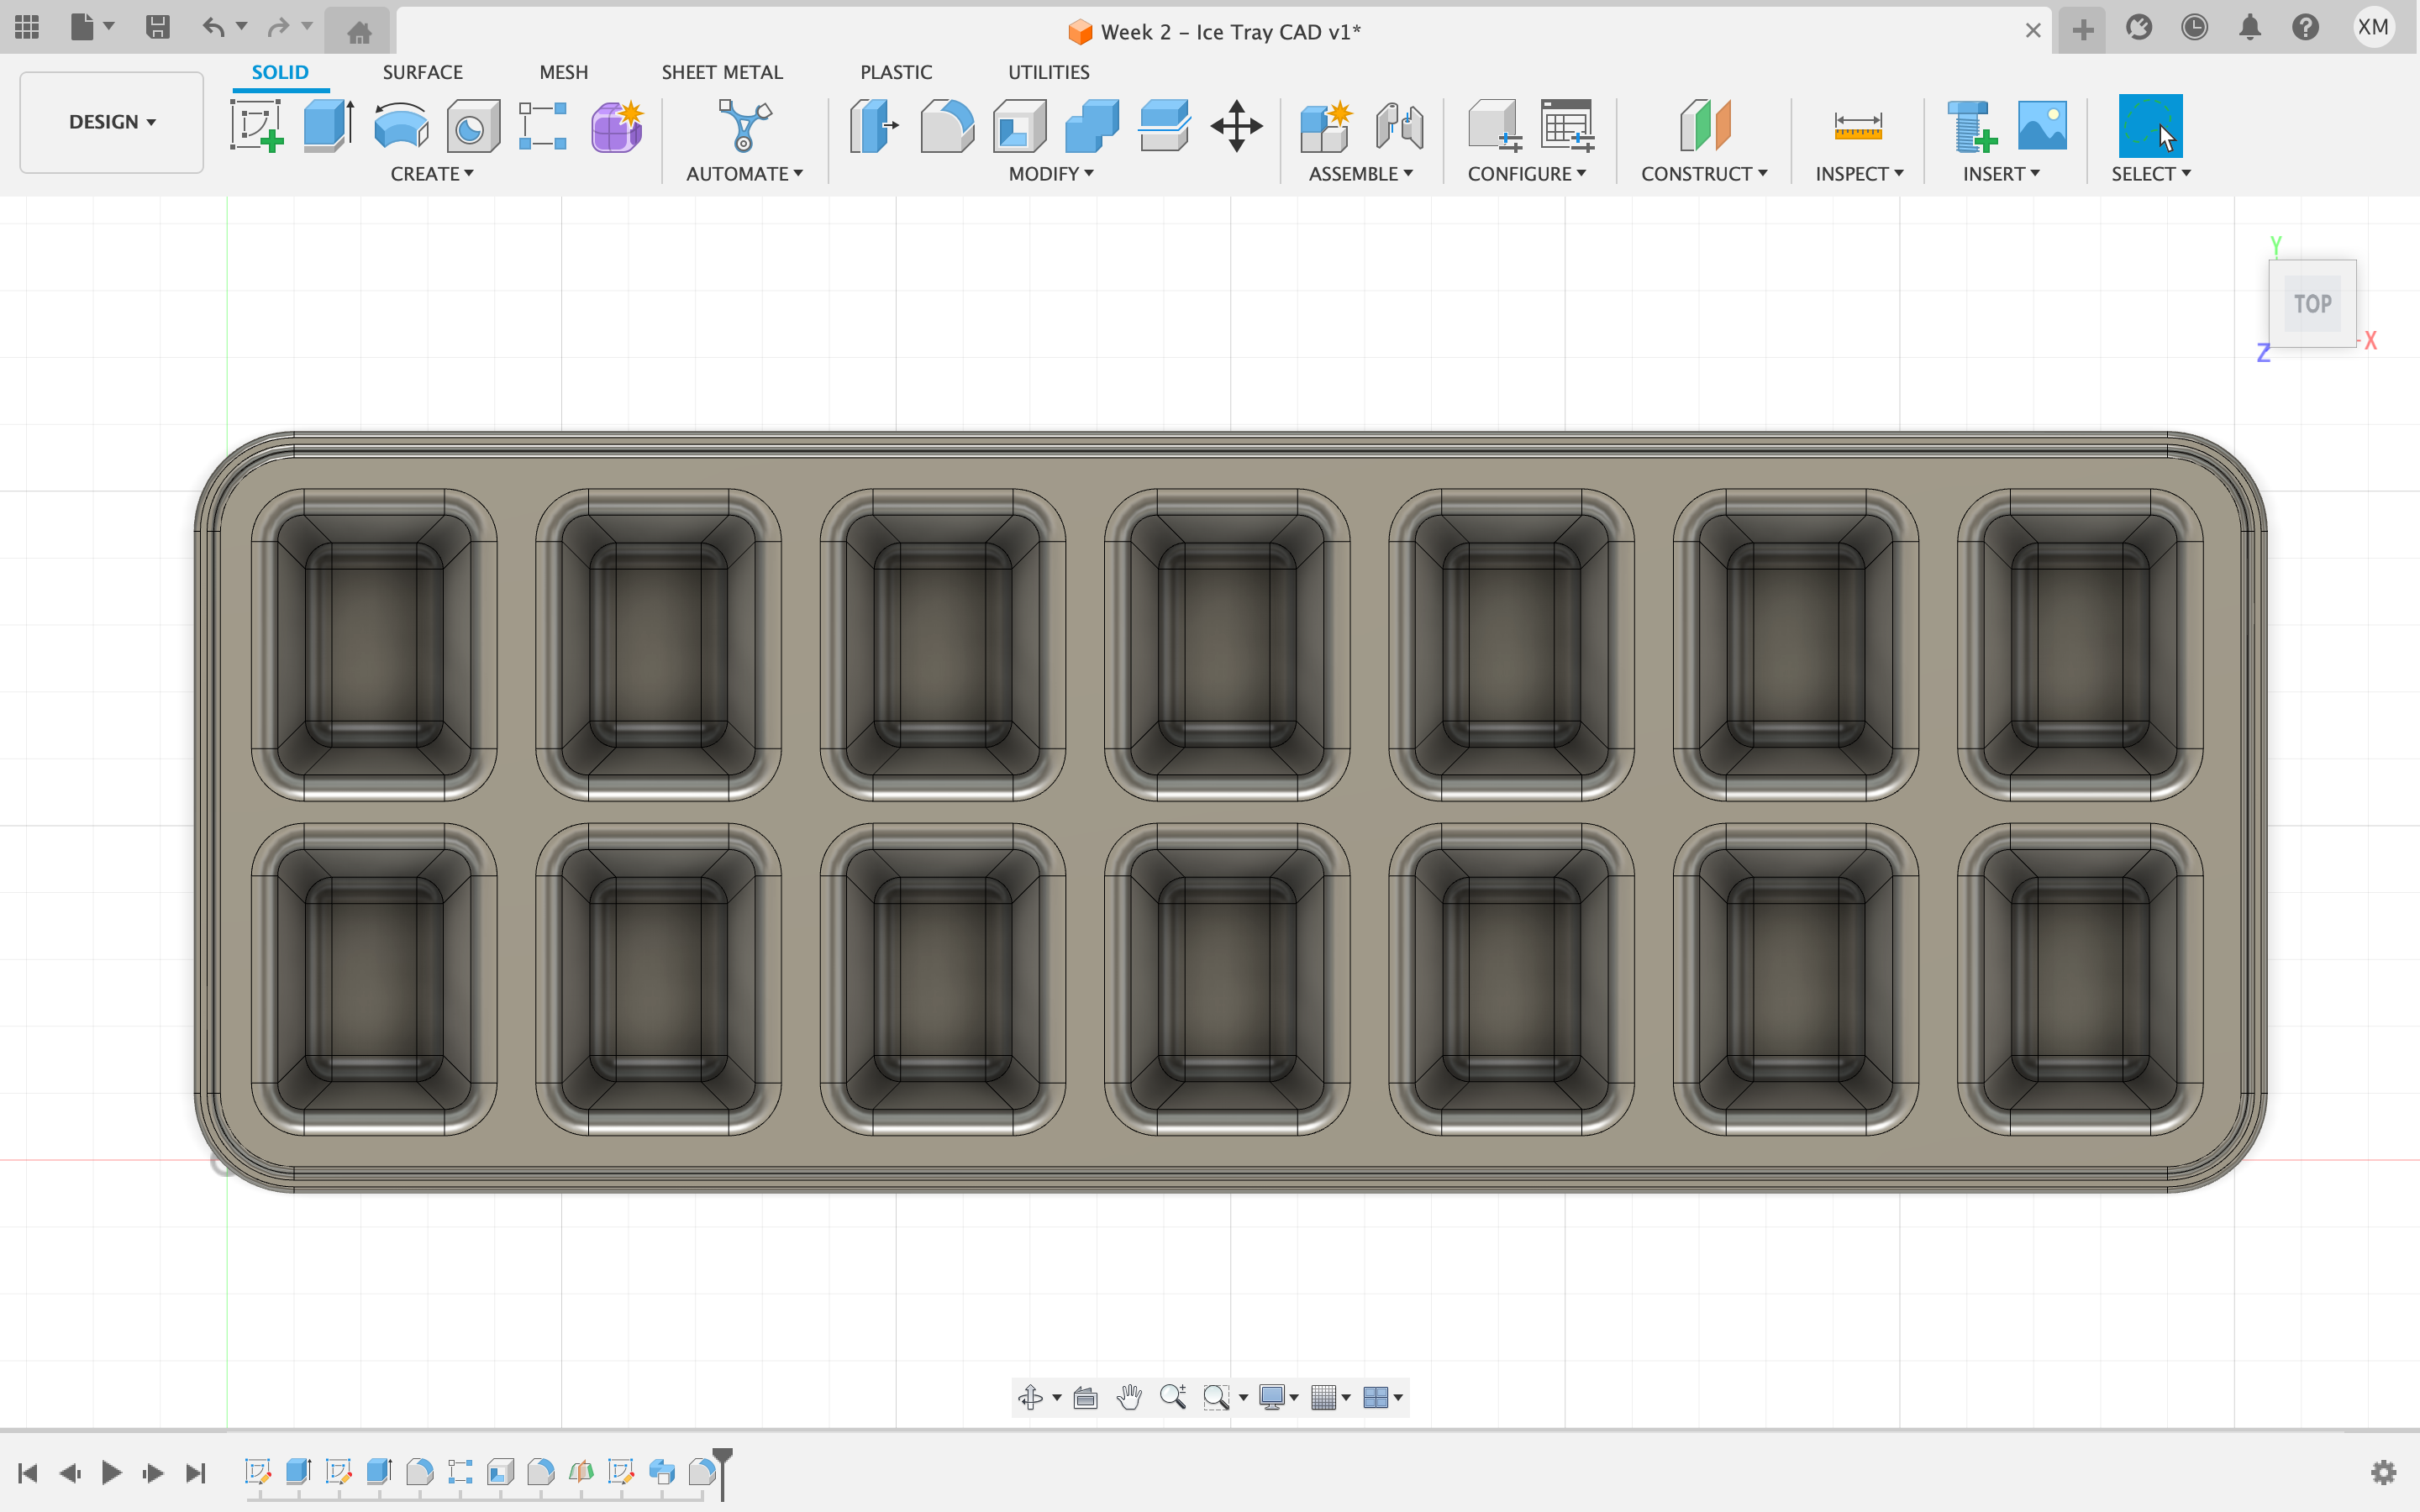 Week 2 – Ice Tray CAD v1*
XM
DESIGN
SOLID SURFACE MESH SHEET METAL PLASTIC UTILITIES
CREATE AUTOMATE MODIFY ASSEMBLE CONFIGURE CONSTRUCT INSPECT INSERT SELECT
Y
TOP
X
Z